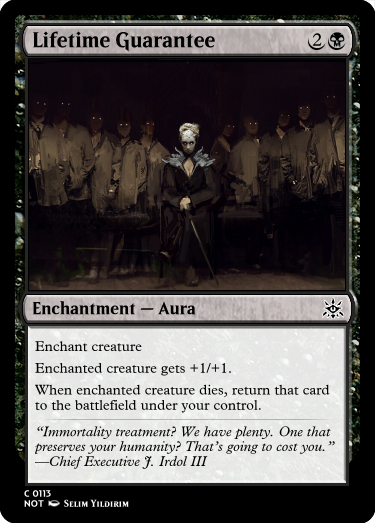 Lifetime Guarantee 2
Enchantment — Aura
Enchant creature
Enchanted creature gets +1/+1.
When enchanted creature dies, return that card
to the battlefield under your control.
“Immortality treatment? We have plenty. One that
preserves your humanity? That's going to cost you.”
—Chief Executive J. Irdol III
C 0113
NOT Selim Yildirim